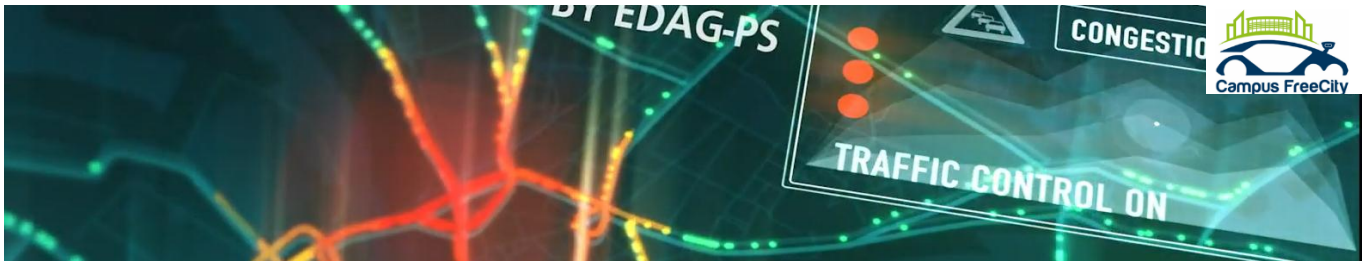 BY EDAG-PS
CONGESTIO
TRAFFIC CONTROL ON
Campus FreeCity